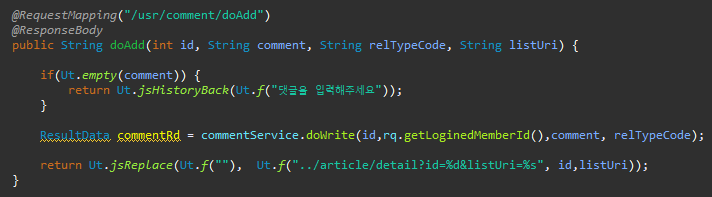 @RequestMapping("/usr/comment/doAdd")
@ResponseBody
public String doAdd(int id, String comment, String relTypeCode, String listUri) {
if(Ut.empty(comment)) {
return Ut.jsHistoryBack(Ut.f("댓글을 입력해주세요"));
}
ResultData commentRd = commentService.doWrite(id,rq.getLoginedMemberId(),comment, relTypeCode);
return Ut.jsReplace(Ut.f(""), Ut.f("../article/detail?id=%d&listUri=%s", id,listUri));
}